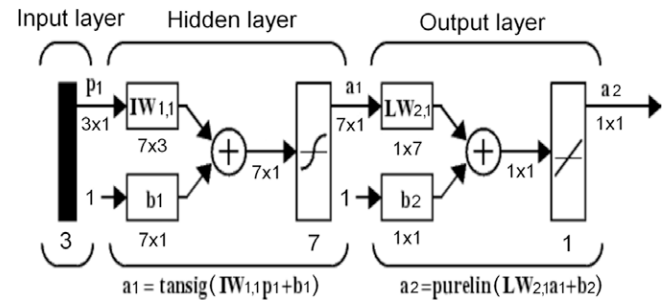 Input layer
Hidden layer
Output layer
p1
3x1
IW1,1
7x3
1
b1
7x1
+
7x1
a1
7x1
LW2,1
1x7
1
b2
1x1
+
1x1
a2
1x1
3
7
1
a1 = tansig(IW1,1p1+b1)
a2=purelin(LW2,1a1+b2)